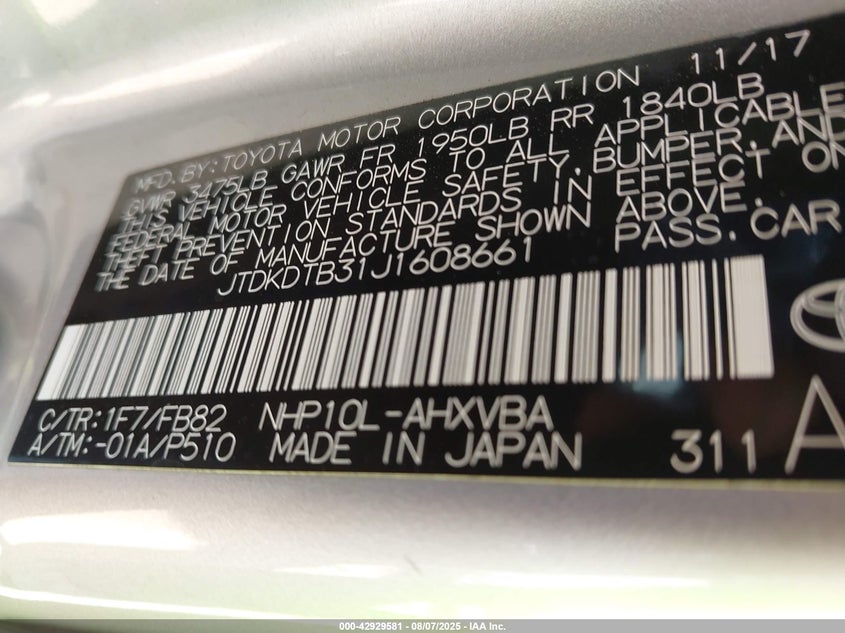 MFD. BY: TOYOTA MOTOR CORPORATION 11/17
GVWR 3475LB GAWR FR 1950LB RR 1840LB
THIS VEHICLE CONFORMS TO ALL APPLICABLE
FEDERAL MOTOR VEHICLE SAFETY, BUMPER, AND
THEFT PREVENTION STANDARDS IN EFFECT ON
THE DATE OF MANUFACTURE SHOWN ABOVE.
JTDKDTB31J1608661 PASS. CAR
C/TR: 1F7/FB82 NHP10L-AHXVBA
A/TM: -01A/P510 MADE IN JAPAN 311 A
000-42929581 - 08/07/2025 - IAA Inc.